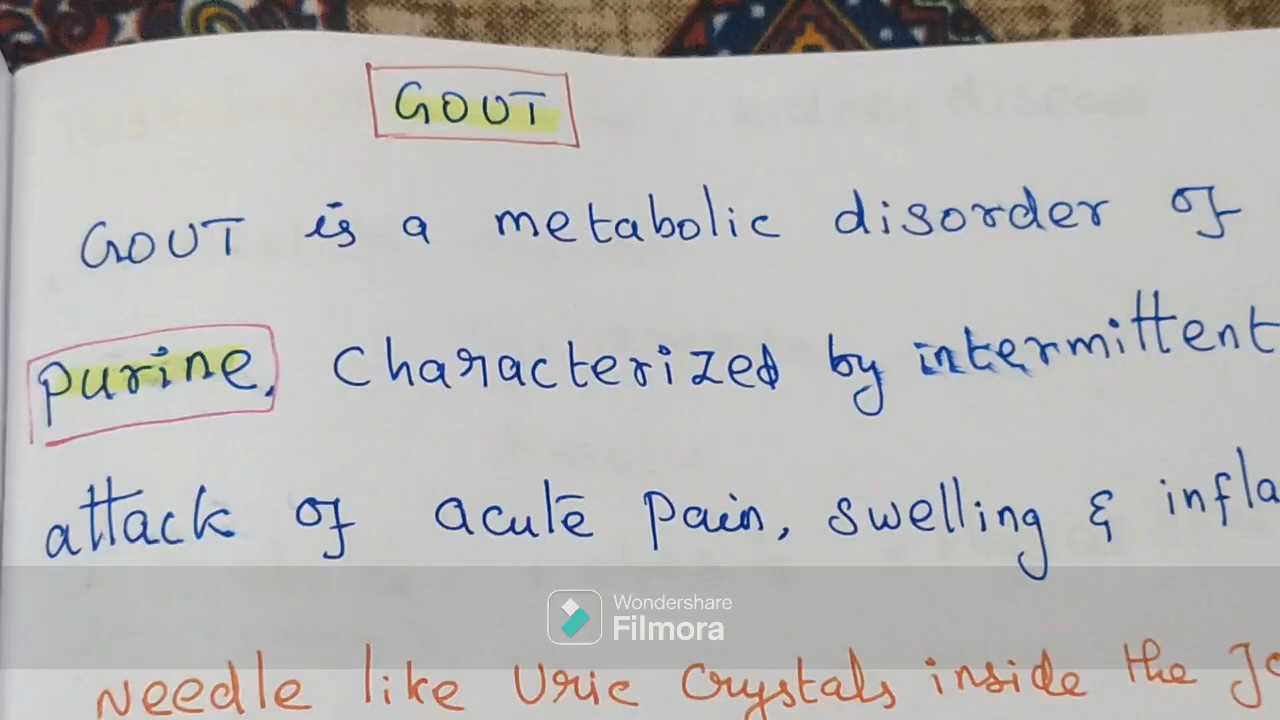 GOUT
GOUT is a metabolic disorder of
purine. Characterized by intermittent
attack of acute pain, swelling & infla
Wondershare
Filmora
Needle like Uric Crystals inside the Jo